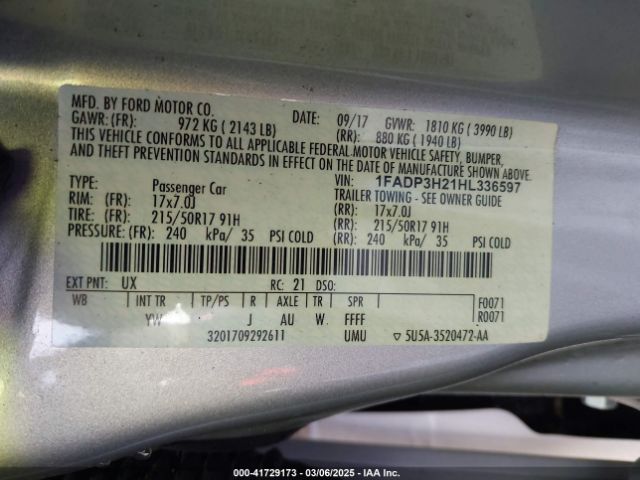 MFD. BY FORD MOTOR CO.
DATE: 09/17 GVWR: 1810 KG ( 3990 LB)
GAWR: (FR): 972 KG ( 2143 LB) (RR): 880 KG ( 1940 LB)
THIS VEHICLE CONFORMS TO ALL APPLICABLE FEDERAL MOTOR VEHICLE SAFETY, BUMPER,
AND THEFT PREVENTION STANDARDS IN EFFECT ON THE DATE OF MANUFACTURE SHOWN ABOVE.
VIN: 1FADP3H21HL336597
TYPE: Passenger Car TRAILER TOWING - SEE OWNER GUIDE
RIM: (FR): 17x7.0J (RR): 17x7.0J
TIRE: (FR): 215/50R17 91H (RR): 215/50R17 91H
PRESSURE: (FR): 240 kPa/ 35 PSI COLD (RR): 240 kPa/ 35 PSI COLD
EXT PNT: UX RC: 21 DSO:
WB INT TR TP/PS R AXLE TR SPR F0071
R0071
YW J AU W. FFFF
3201709292611 UMU ▽ 5U5A-3520472-AA
00-41729173 — 03/06/2025 — IAA Inc.